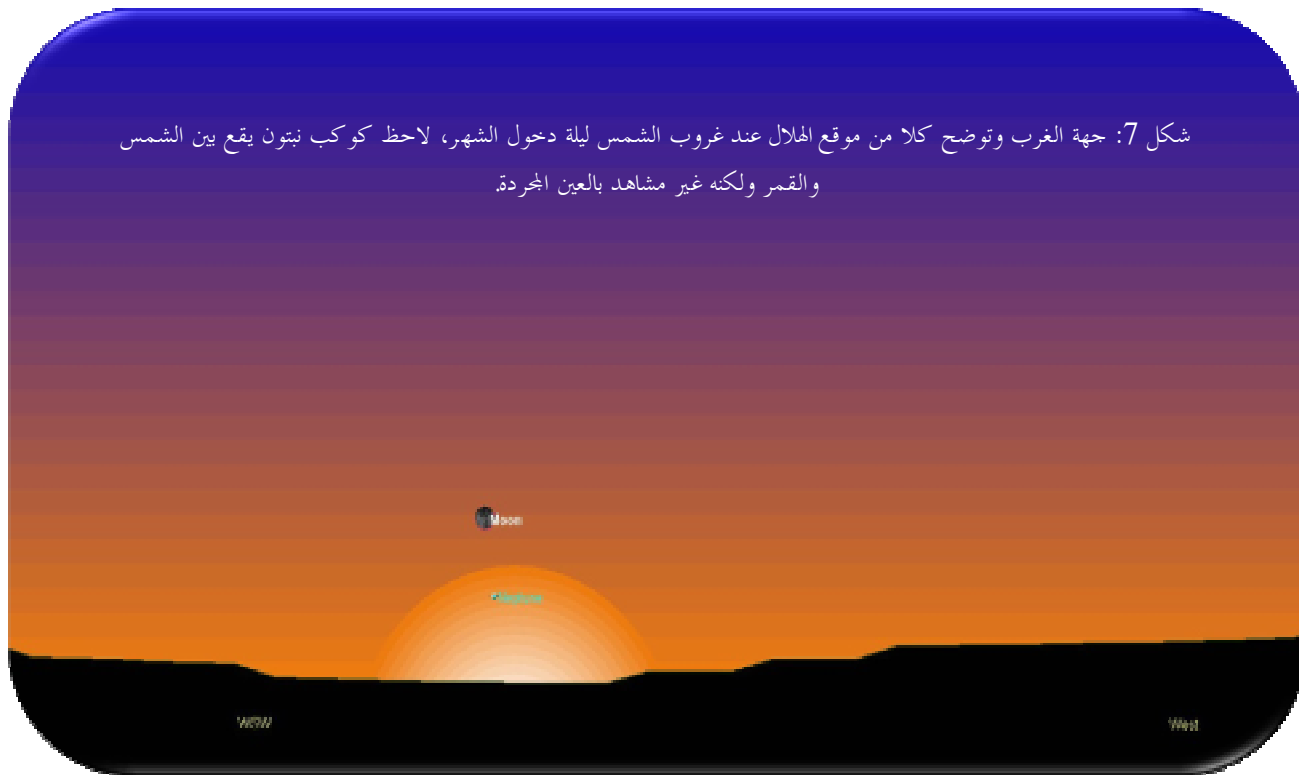 شكل 7: جهة الغرب وتوضح كلا من موقع الهلال عند غروب الشمس ليلة دخول الشهر، لاحظ كوكب نبتون يقع بين الشمس
والقمر ولكنه غير مشاهد بالعين المجردة.
Moon
Neptune
WSW
West